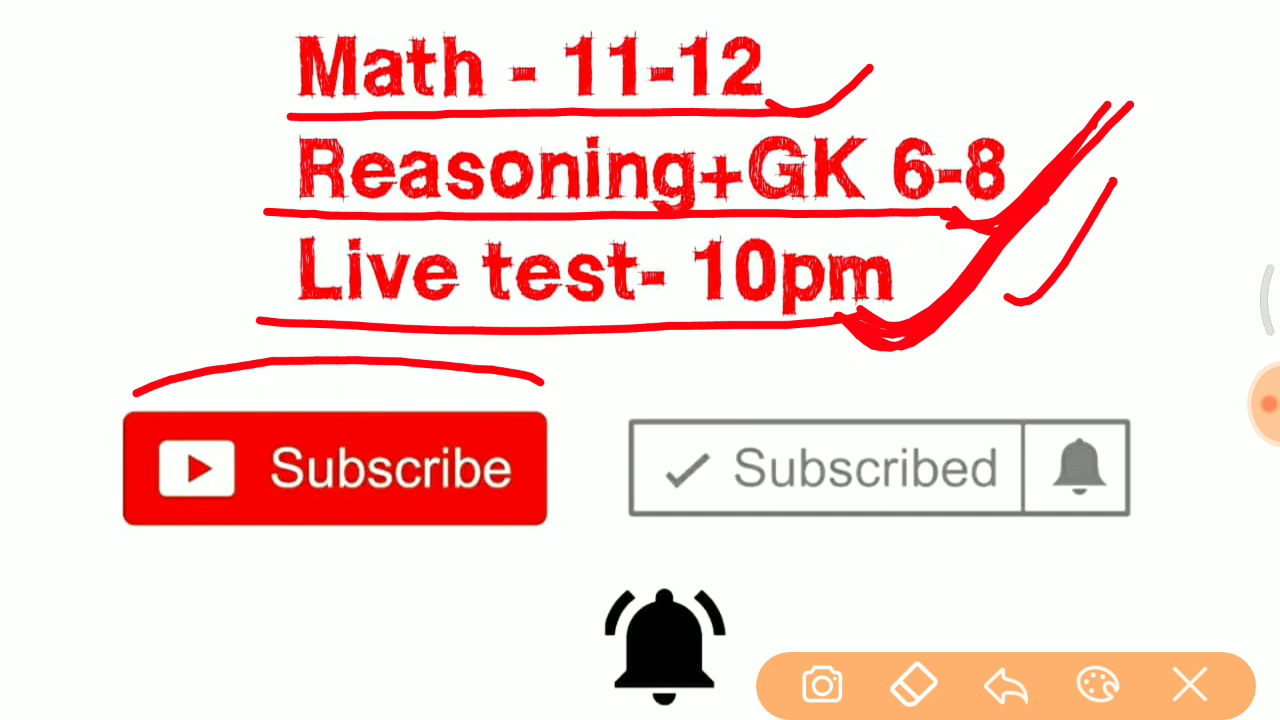 Math - 11-12
Reasoning+GK 6-8
Live test- 10pm
Subscribe
Subscribed